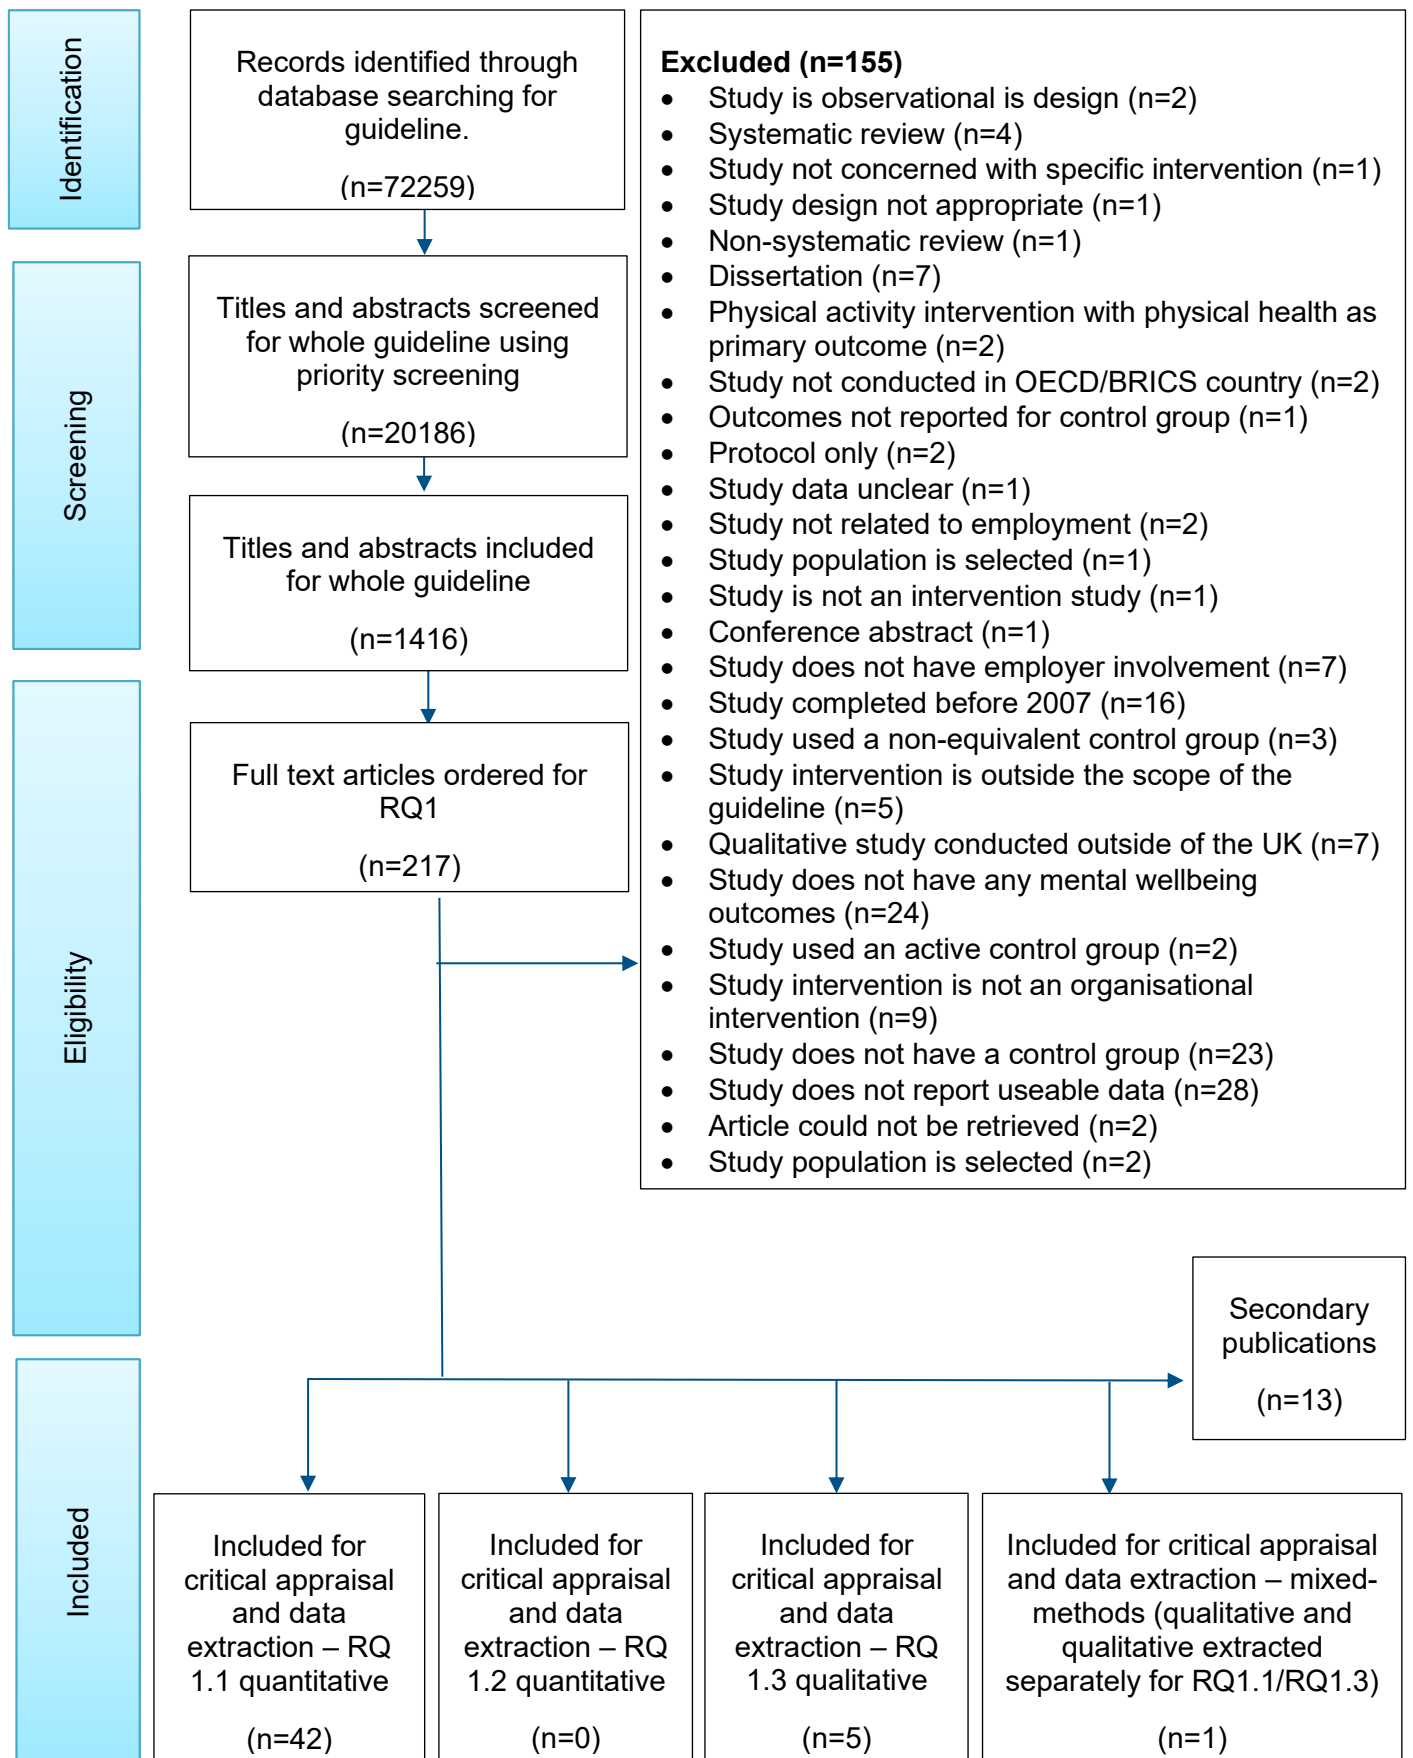 Identification
Records identified through
database searching for
guideline.
(n=72259)
Screening
Titles and abstracts screened
for whole guideline using
priority screening
(n=20186)
Titles and abstracts included
for whole guideline
(n=1416)
Eligibility
Full text articles ordered for
RQ1
(n=217)
Excluded (n=155)
• Study is observational is design (n=2)
• Systematic review (n=4)
• Study not concerned with specific intervention (n=1)
• Study design not appropriate (n=1)
• Non-systematic review (n=1)
• Dissertation (n=7)
• Physical activity intervention with physical health as
primary outcome (n=2)
• Study not conducted in OECD/BRICS country (n=2)
• Outcomes not reported for control group (n=1)
• Protocol only (n=2)
• Study data unclear (n=1)
• Study not related to employment (n=2)
• Study population is selected (n=1)
• Study is not an intervention study (n=1)
• Conference abstract (n=1)
• Study does not have employer involvement (n=7)
• Study completed before 2007 (n=16)
• Study used a non-equivalent control group (n=3)
• Study intervention is outside the scope of the
guideline (n=5)
• Qualitative study conducted outside of the UK (n=7)
• Study does not have any mental wellbeing
outcomes (n=24)
• Study used an active control group (n=2)
• Study intervention is not an organisational
intervention (n=9)
• Study does not have a control group (n=23)
• Study does not report useable data (n=28)
• Article could not be retrieved (n=2)
• Study population is selected (n=2)
Secondary
publications
(n=13)
Included
Included for
critical appraisal
and data
extraction – RQ
1.1 quantitative
(n=42)
Included for
critical appraisal
and data
extraction – RQ
1.2 quantitative
(n=0)
Included for
critical appraisal
and data
extraction – RQ
1.3 qualitative
(n=5)
Included for critical appraisal
and data extraction – mixed-
methods (qualitative and
qualitative extracted
separately for RQ1.1/RQ1.3)
(n=1)